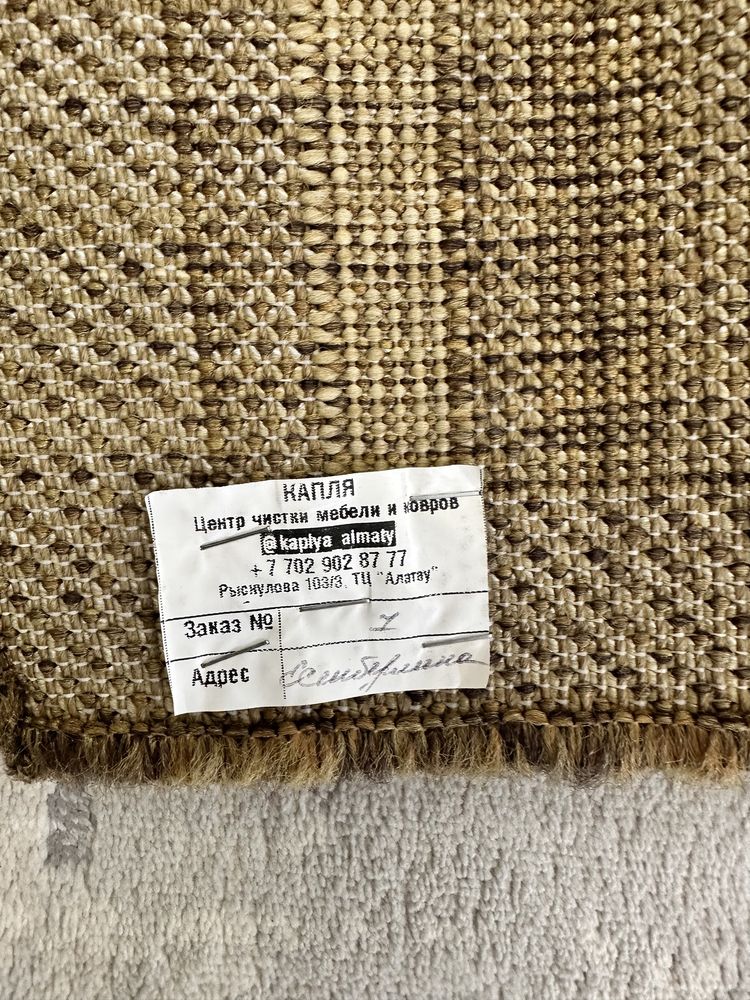 КАПЛЯ
Центр чистки мебели и ковров
@kaplya_almaty
+7 702 902 87 77
Рыскулова 103/3. ТЦ "Алатау"
Заказ №
Адрес Есенберлина